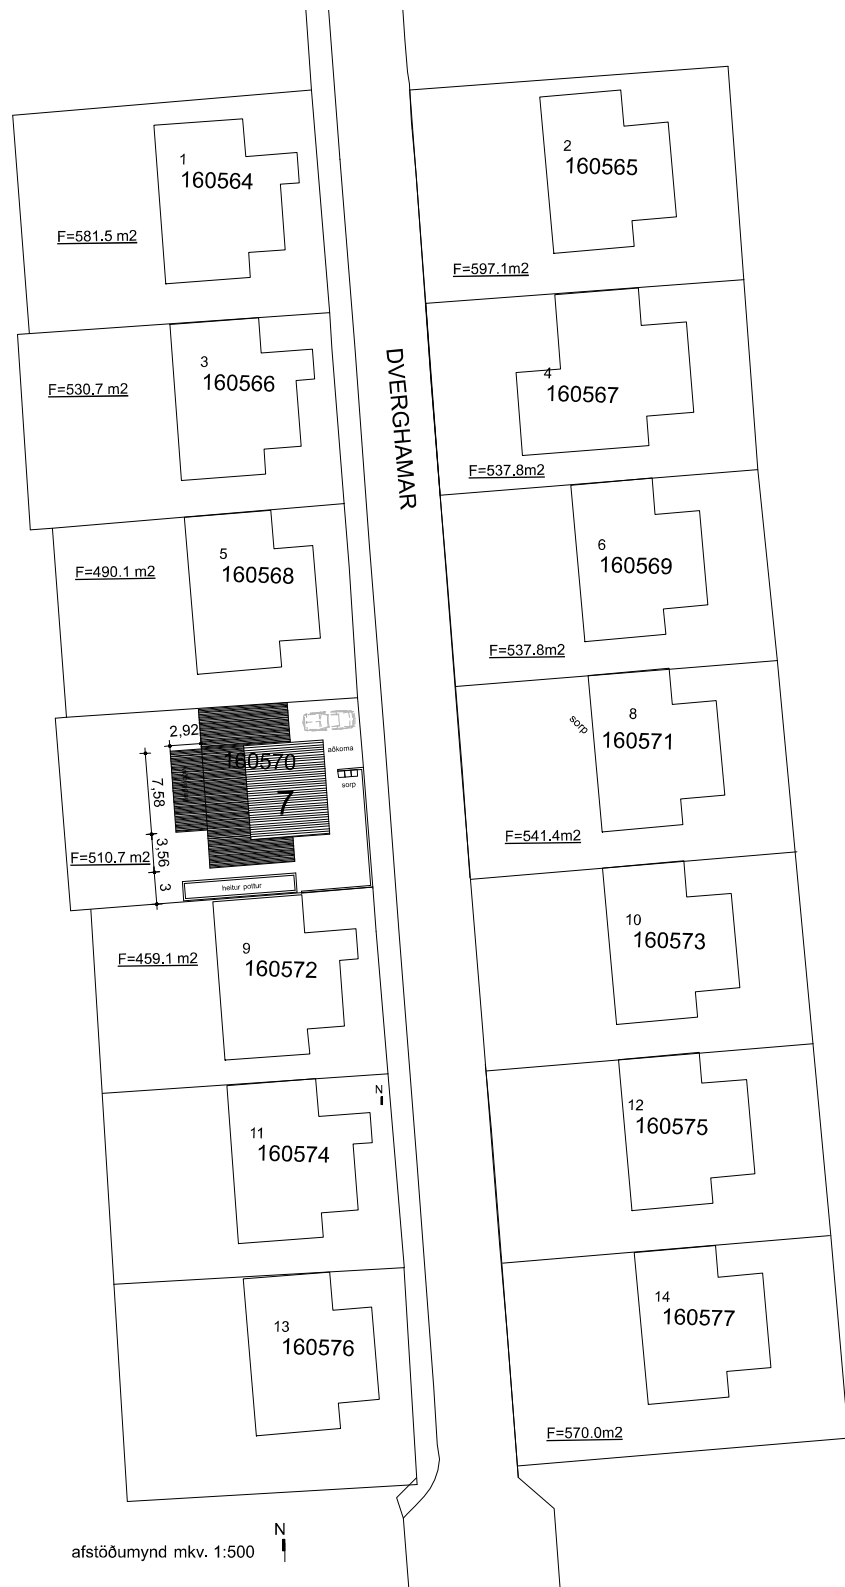 1
160564
F=581.5 m2
2
160565
F=597.1m2
3
160566
F=530.7 m2
DVERGHAMAR
4
160567
F=537.8m2
5
160568
F=490.1 m2
6
160569
F=537.8m2
2,92
160570
aðkoma
sorp
7
7,58
3,56
3
F=510.7 m2
heitur pottur
sorp
8
160571
F=541.4m2
9
160572
F=459.1 m2
10
160573
N
11
160574
12
160575
13
160576
14
160577
F=570.0m2
afstöðumynd mkv. 1:500
N